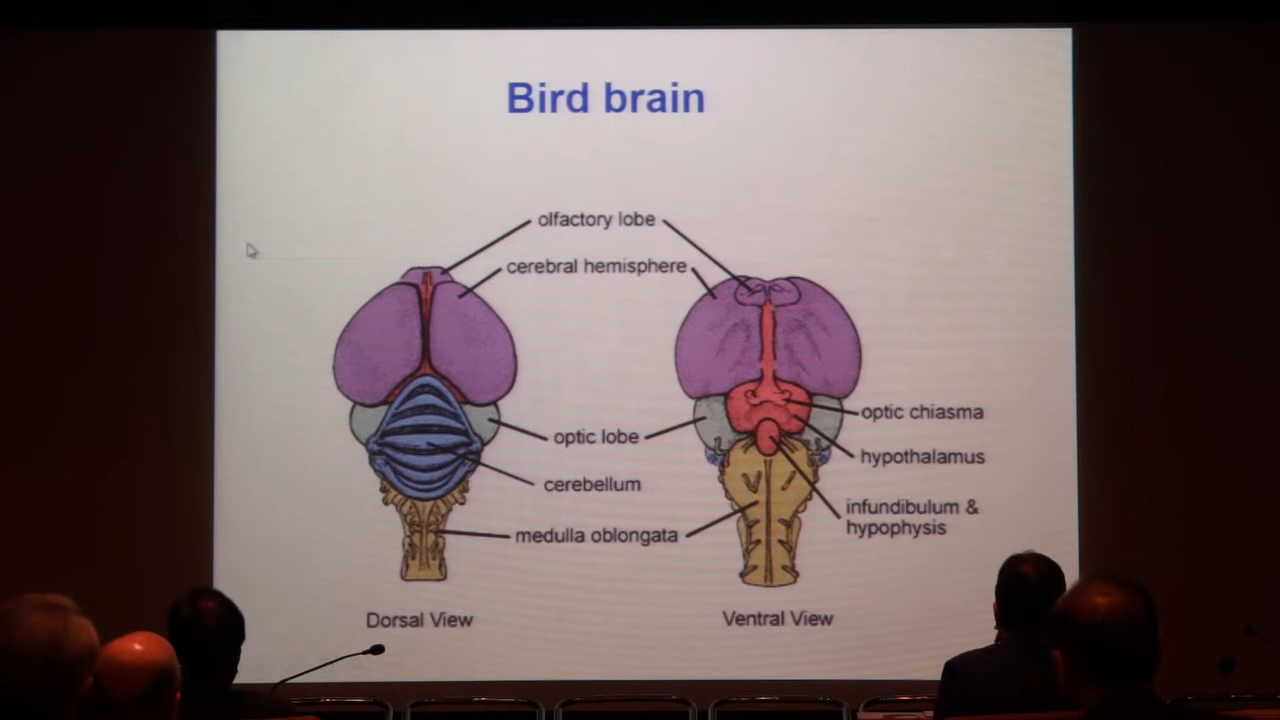 Bird brain
olfactory lobe
cerebral hemisphere
optic chiasma
optic lobe
hypothalamus
cerebellum
infundibulum &
hypophysis
medulla oblongata
Dorsal View
Ventral View